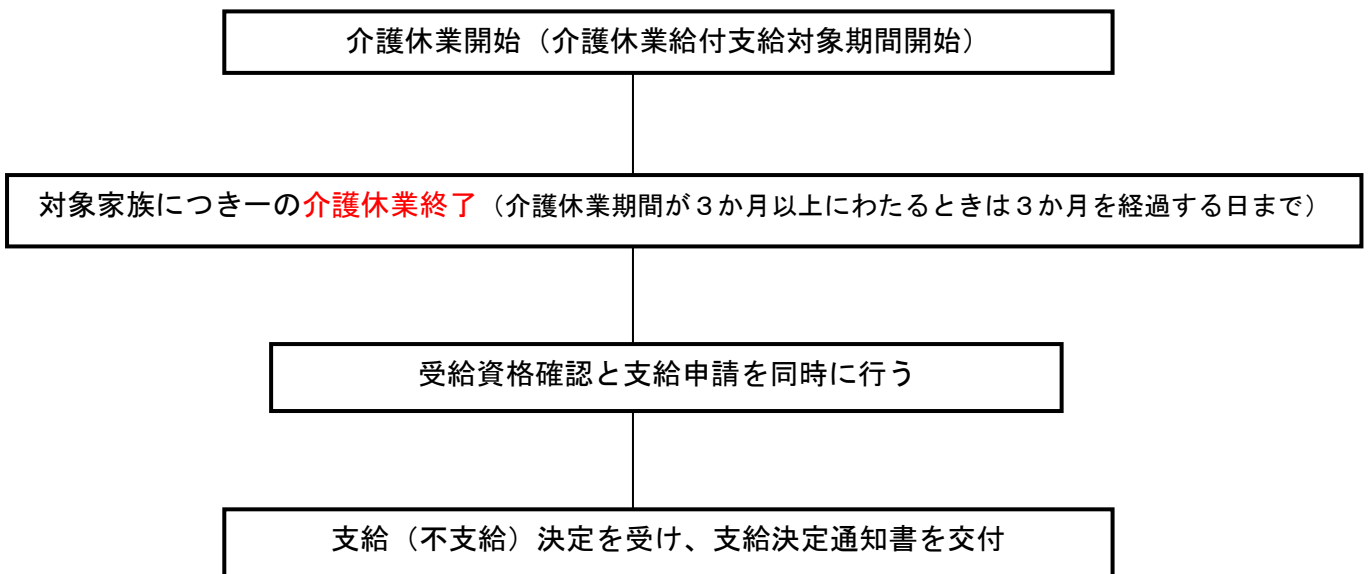 介護休業開始（介護休業給付支給対象期間開始）
対象家族につき一の介護休業終了（介護休業期間が３か月以上にわたるときは３か月を経過する日まで）
受給資格確認と支給申請を同時に行う
支給（不支給）決定を受け、支給決定通知書を交付